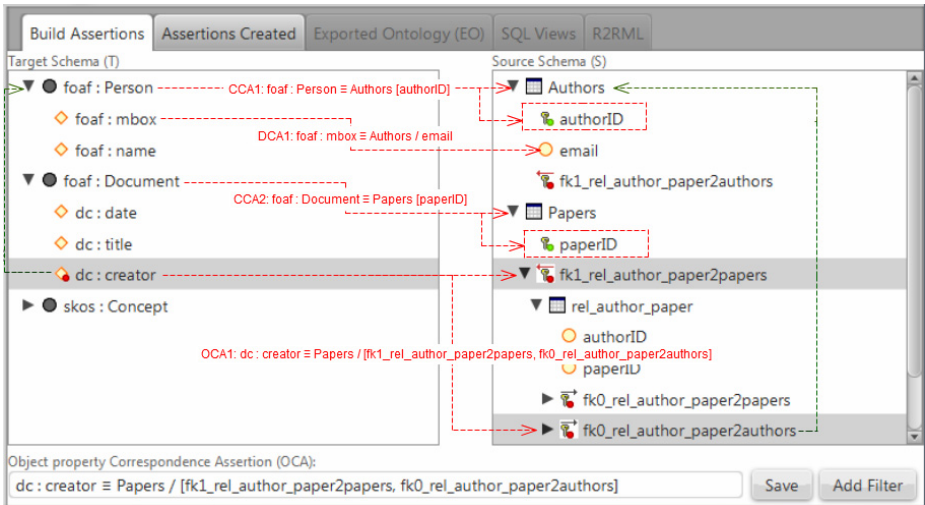 Build Assertions Assertions Created Exported Ontology (EO) SQL Views R2RML
Target Schema (T) Source Schema (S)
foaf : Person CCA1: foaf : Person ≡ Authors [authorID] Authors
foaf : mbox authorID
DCA1: foaf : mbox ≡ Authors / email
foaf : name email
foaf : Document fk1_rel_author_paper2authors
CCA2: foaf : Document ≡ Papers [paperID]
dc : date Papers
dc : title paperID
dc : creator fk1_rel_author_paper2papers
skos : Concept rel_author_paper
authorID
OCA1: dc : creator ≡ Papers / [fk1_rel_author_paper2papers, fk0_rel_author_paper2authors]
paperID
fk0_rel_author_paper2papers
fk0_rel_author_paper2authors
Object property Correspondence Assertion (OCA):
dc : creator ≡ Papers / [fk1_rel_author_paper2papers, fk0_rel_author_paper2authors] Save Add Filter